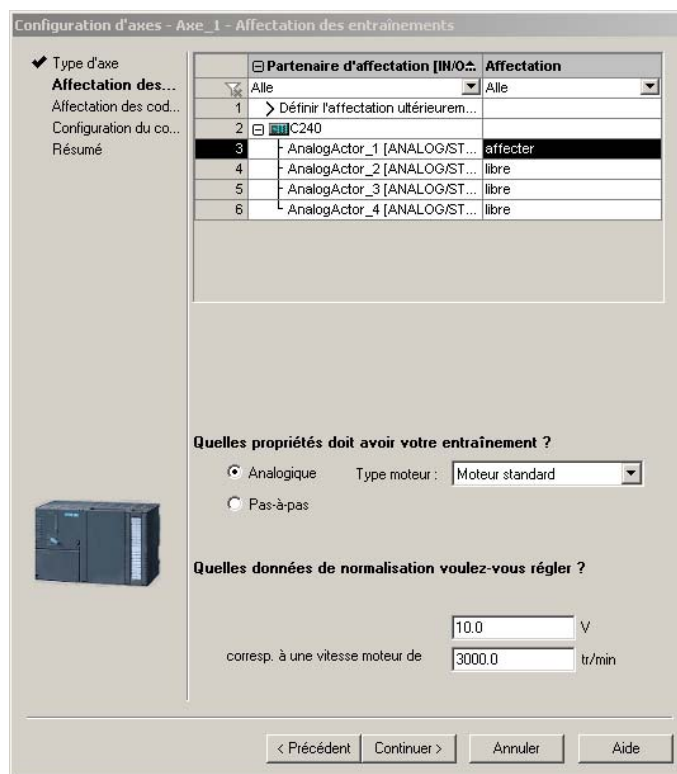 Configuration d'axes - Axe_1 - Affectation des entraînements
Type d'axe
Affectation des...
Affectation des cod...
Configuration du co...
Résumé
Partenaire d'affectation [IN/O... Affectation
Alle Alle
1 Définir l'affectation ultérieurem...
2 C240
3 AnalogActor_1 [ANALOG/ST... affecter
4 AnalogActor_2 [ANALOG/ST... libre
5 AnalogActor_3 [ANALOG/ST... libre
6 AnalogActor_4 [ANALOG/ST... libre
Quelles propriétés doit avoir votre entraînement ?
Analogique Type moteur : Moteur standard
Pas-à-pas
Quelles données de normalisation voulez-vous régler ?
10.0 V
corresp. à une vitesse moteur de 3000.0 tr/min
< Précédent Continuer > Annuler Aide